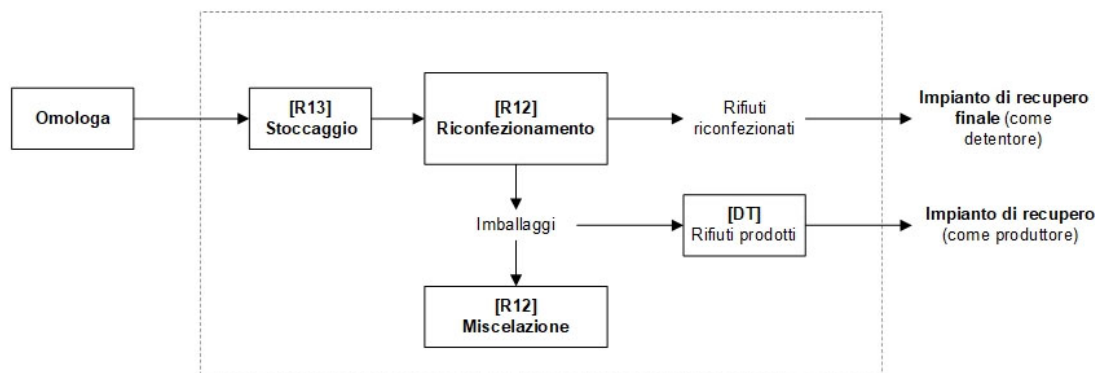 Omologa
[R13]
Stoccaggio
[R12]
Riconfezionamento
Rifiuti
riconfezionati
Impianto di recupero
finale (come
detentore)
Imballaggi
[DT]
Rifiuti prodotti
Impianto di recupero
(come produttore)
[R12]
Miscelazione